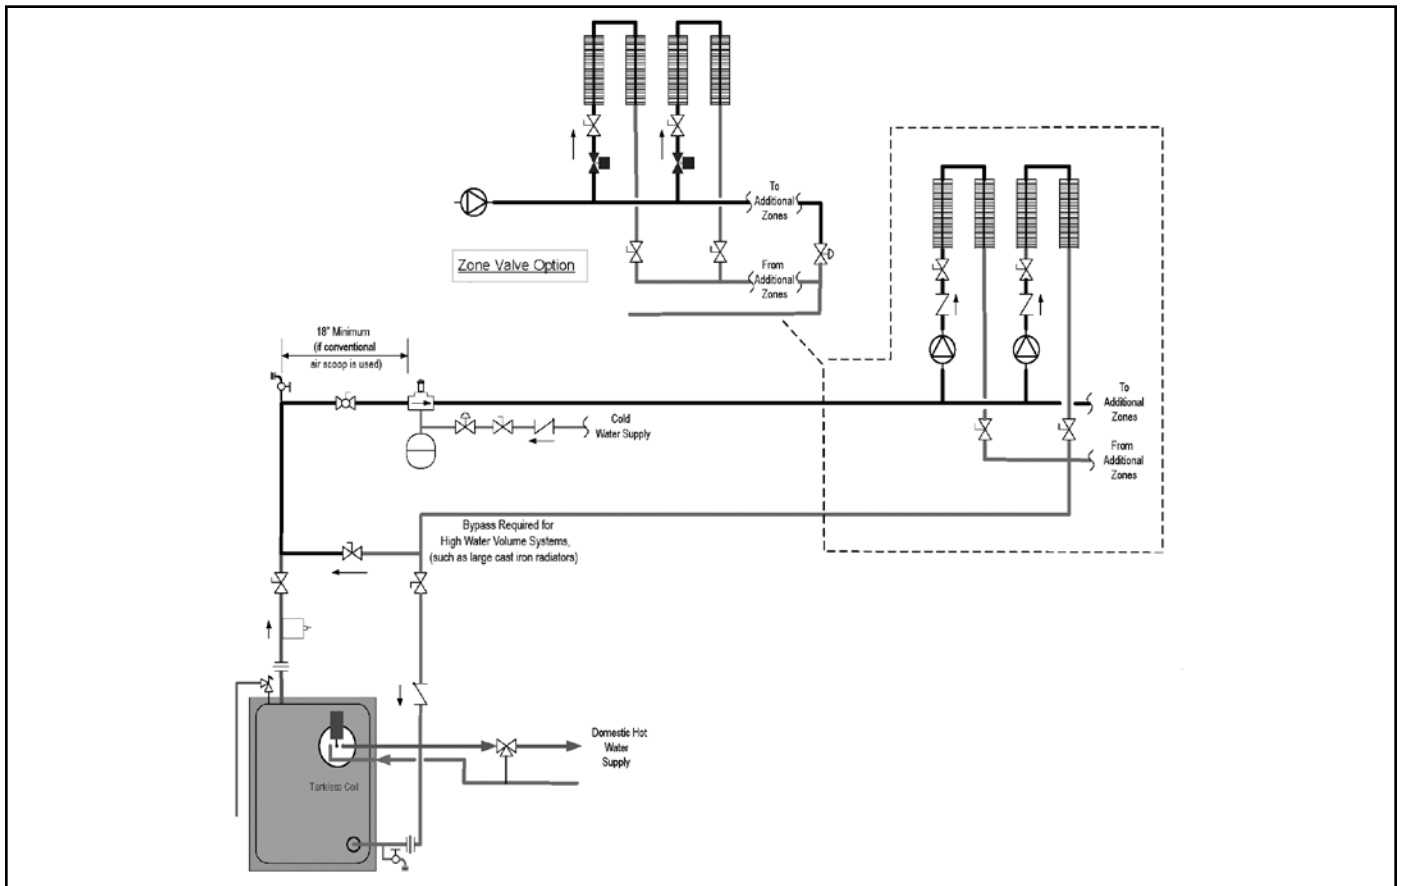 To
Additional
Zones
Zone Valve Option
From
Additional
Zones
18" Minimum
(if conventional
air scoop is used)
To
Additional
Zones
Cold
Water Supply
From
Additional
Zones
Bypass Required for
High Water Volume Systems,
(such as large cast iron radiators)
Domestic Hot
Water
Supply
Tankless Coil